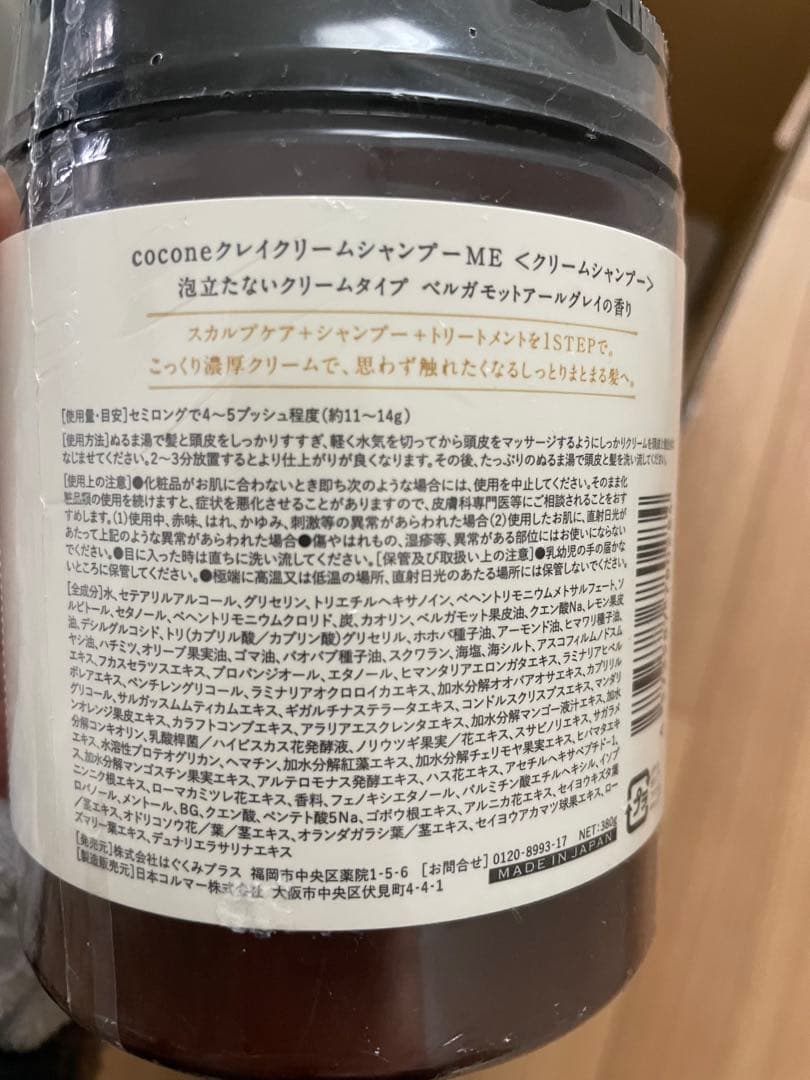 coconeクレイクリームシャンプーME <クリームシャンプー>
泡立たないクリームタイプ ベルガモットアールグレイの香り
スカルプケア+シャンプー+トリートメントを1STEPで。
こっくり濃厚クリームで、思わず触れたくなるしっとりまとまる髪へ。
[使用量・目安]セミロングで4〜5プッシュ程度(約11〜14g)
[使用方法]ぬるま湯で髪と頭皮をしっかりすすぎ、軽く水気を切ってから頭皮をマッサージするようにしっかりクリームを頭皮と
なじませてください。2〜3分放置するとより仕上がりが良くなります。その後、たっぷりのぬるま湯で頭皮と髪を洗い流してください。
[使用上の注意]●化粧品がお肌に合わないとき即ち次のような場合には、使用を中止してください。そのまま化
粧品類の使用を続けますと、症状を悪化させることがありますので、皮膚科専門医等にご相談されることをおす
すめします。(1)使用中、赤味、はれ、かゆみ、刺激等の異常があらわれた場合(2)使用したお肌に、直射日光が
あたって上記のような異常があらわれた場合●傷やはれもの、湿疹等、異常がある部位にはお使いにならない
でください。●目に入った時は直ちに洗い流してください。[保管及び取扱い上の注意]●乳幼児の手の届かな
いところに保管してください。●極端に高温又は低温の場所、直射日光のあたる場所には保管しないでください。
[全成分]水、セテアリルアルコール、グリセリン、トリエチルヘキサノイン、ベヘントリモニウムメトサルフェート、ソ
ルビトール、セタノール、ベヘントリモニウムクロリド、炭、カオリン、ベルガモット果皮油、クエン酸Na、レモン果皮
油、デシルグルコシド、トリ(カプリル酸/カプリン酸)グリセリル、ホホバ種子油、アーモンド油、ヒマワリ種子油、
ヤシ油、ハチミツ、オリーブ果実油、ゴマ油、バオバブ種子油、スクワラン、海塩、海シルト、アスコフィルムノドスム
エキス、フカスセラツスエキス、プロパンジオール、エタノール、ヒマンタリアエロンガタエキス、ラミナリアヒペル
ボレアエキス、ペンチレングリコール、ラミナリアオクロロイカエキス、加水分解オオバアオサエキス、カプリリル
グリコール、サルガッスムムティカムエキス、ギガルチナステラータエキス、コンドルスクリスプスエキス、マンダリ
ンオレンジ果皮エキス、カラフトコンブエキス、アラリアエスクレンタエキス、加水分解マンゴー液汁エキス、加水
分解コンキオリン、乳酸桿菌/ハイビスカス花発酵液、ノリウツギ果実/花エキス、スサビノリエキス、サガラメ
エキス、水溶性プロテオグリカン、ヘマチン、加水分解紅藻エキス、加水分解チェリモヤ果実エキス、ヒバマタエキ
ス、加水分解マンゴスチン果実エキス、アルテロモナス発酵エキス、ハス花エキス、アセチルヘキサペプチド-1、
ニンニク根エキス、ローマカミツレ花エキス、香料、フェノキシエタノール、パルミチン酸エチルヘキシル、イソプ
ロパノール、メントール、BG、クエン酸、ペンテト酸5Na、ゴボウ根エキス、アルニカ花エキス、セイヨウキズタ葉
/茎エキス、オドリコソウ花/葉/茎エキス、オランダガラシ葉/茎エキス、セイヨウアカマツ球果エキス、ロー
ズマリー葉エキス、デュナリエラサリナエキス
[発売元]株式会社はぐくみプラス 福岡市中央区薬院1-5-6 [お問合せ]0120-8993-17 NET:380g
[製造販売元]日本コルマー株式会社 大阪市中央区伏見町4-4-1 MADE IN JAPAN